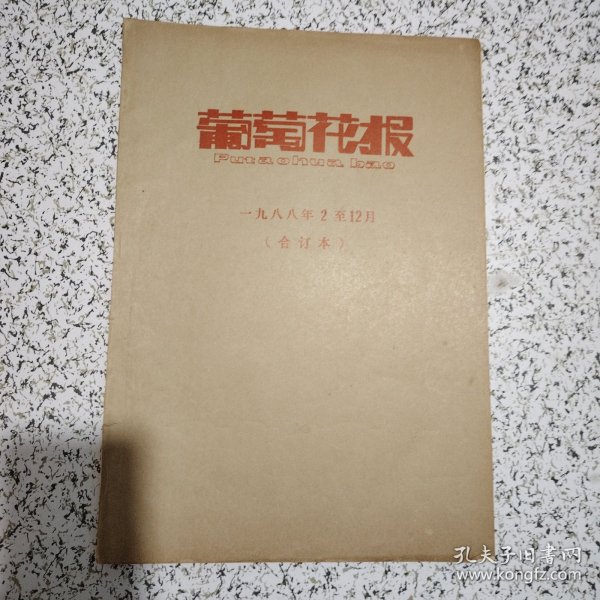 葡萄花报
Putaohua bao
一九八八年 2 至 12月
（合订本）
孔夫子旧书网
www.kongfz.com